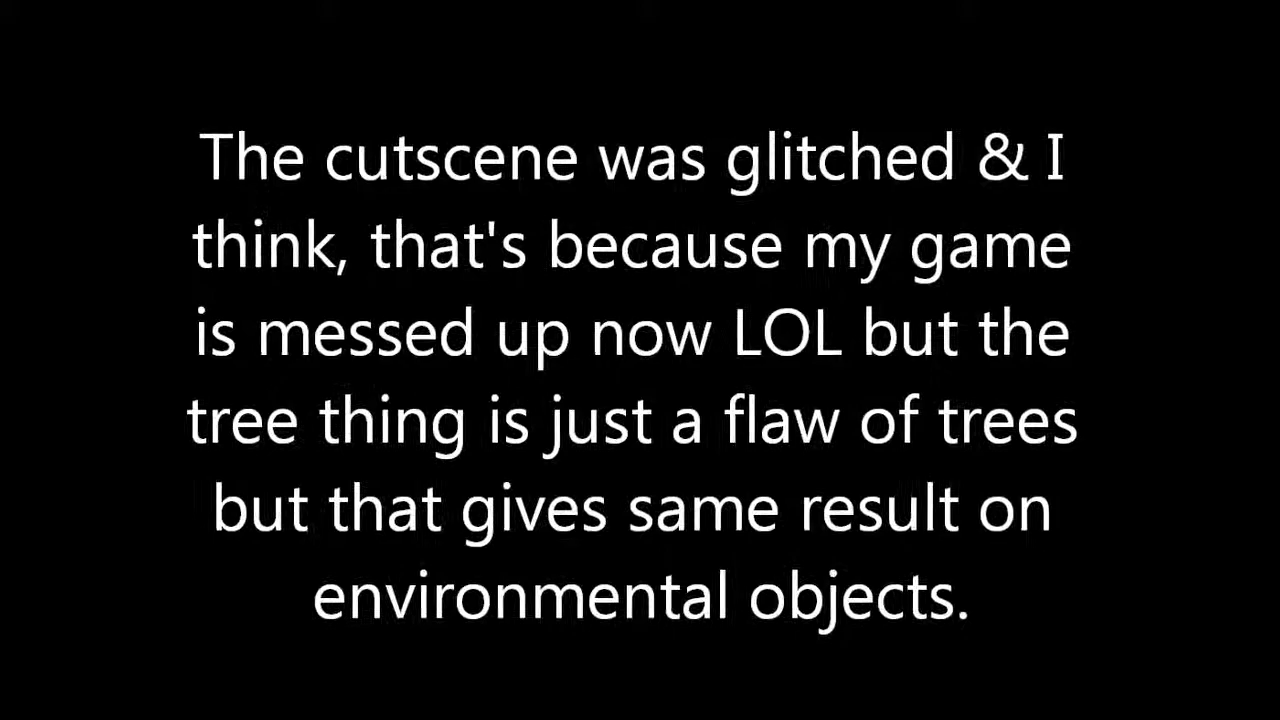 The cutscene was glitched & I
think, that's because my game
is messed up now LOL but the
tree thing is just a flaw of trees
but that gives same result on
environmental objects.